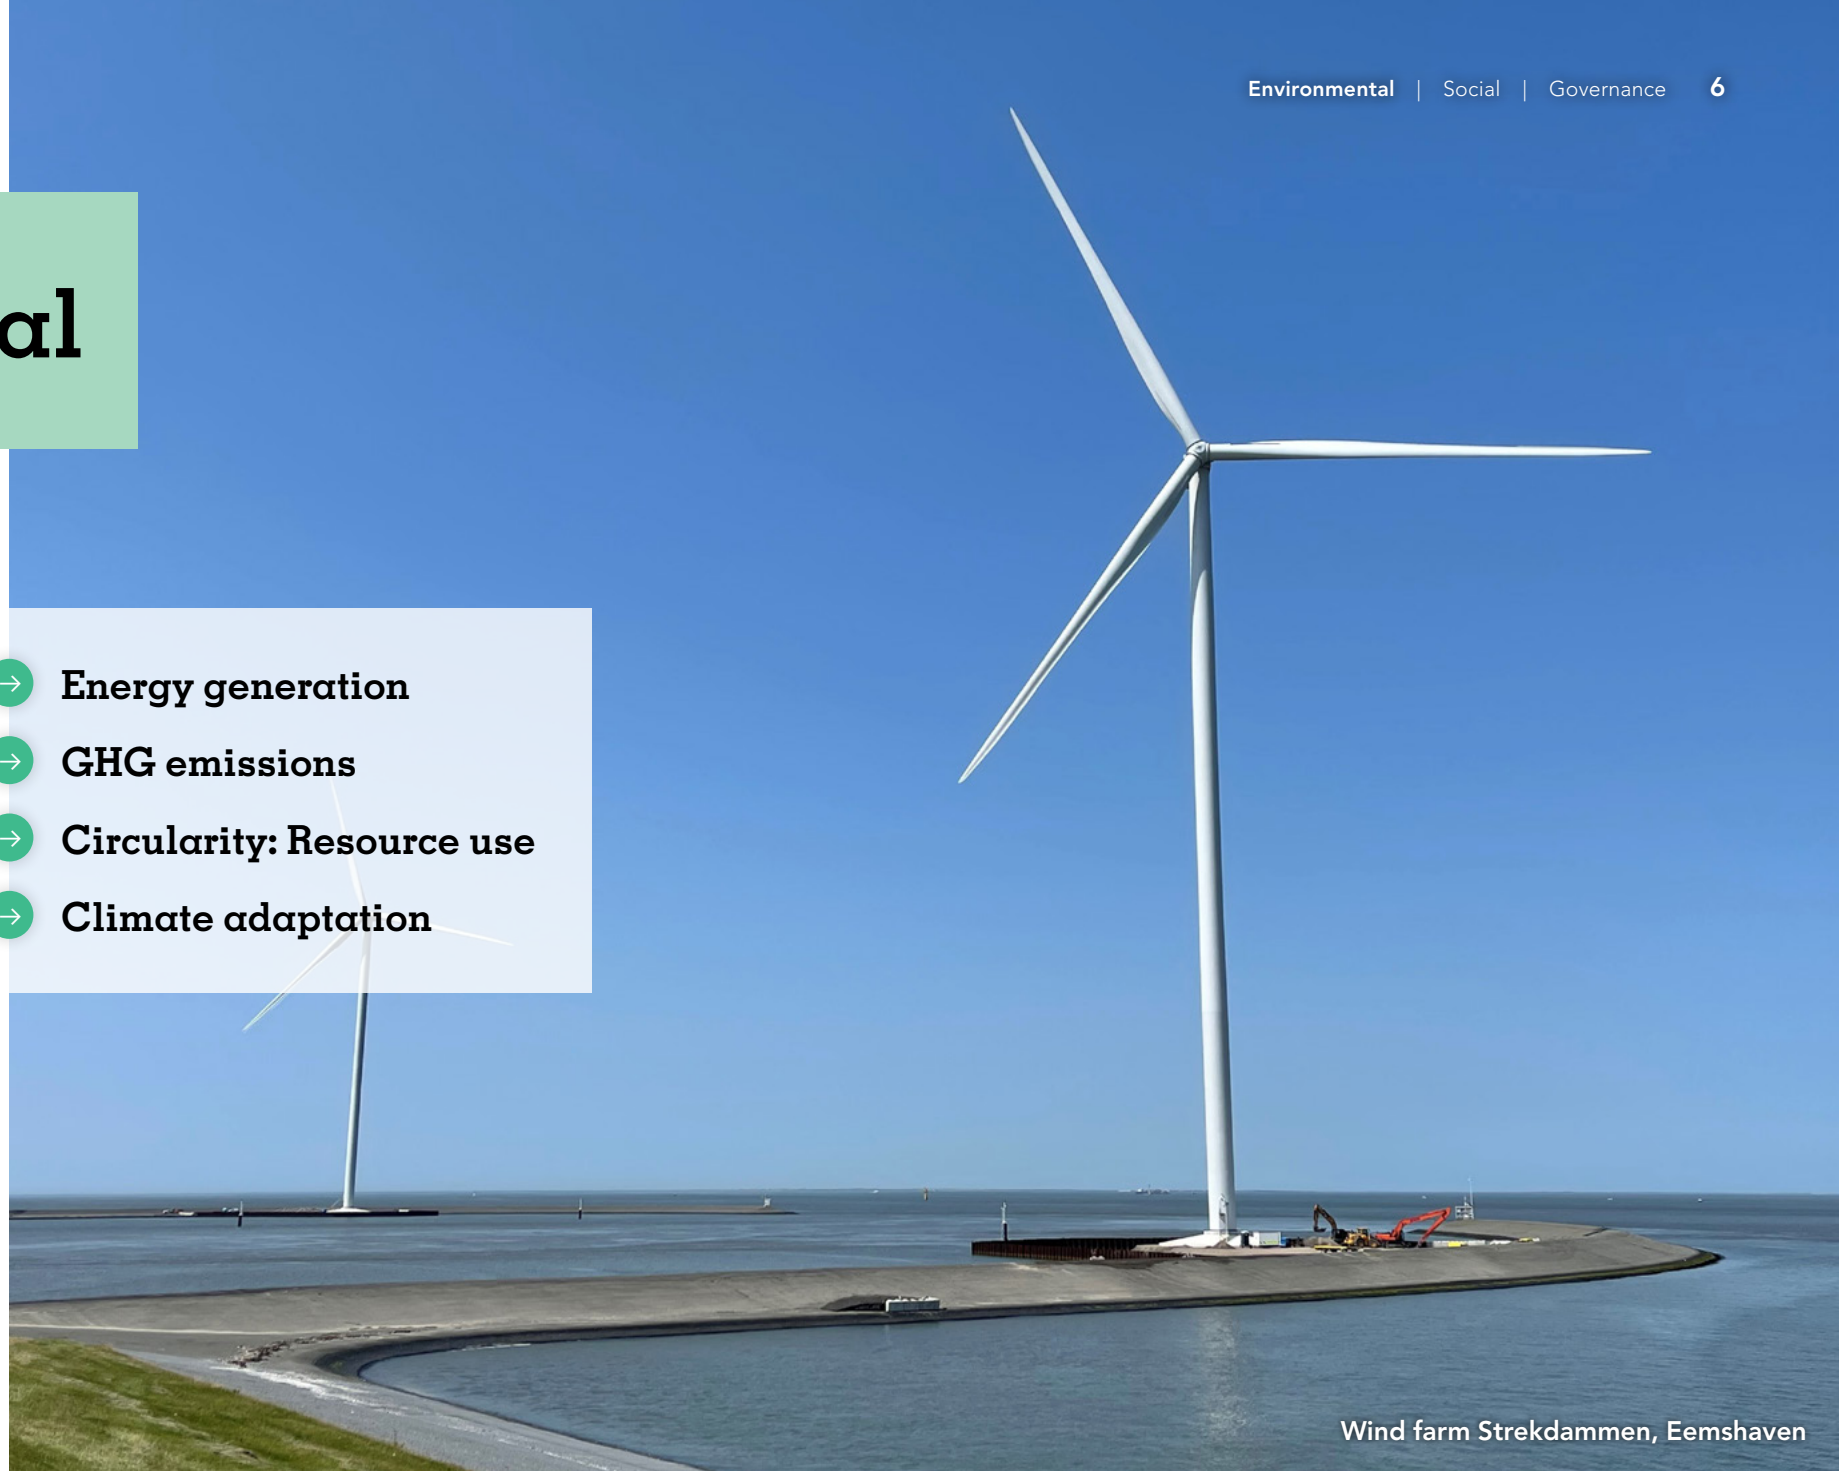 Environmental | Social | Governance 6
al
Energy generation
GHG emissions
Circularity: Resource use
Climate adaptation
Wind farm Strekdammen, Eemshaven